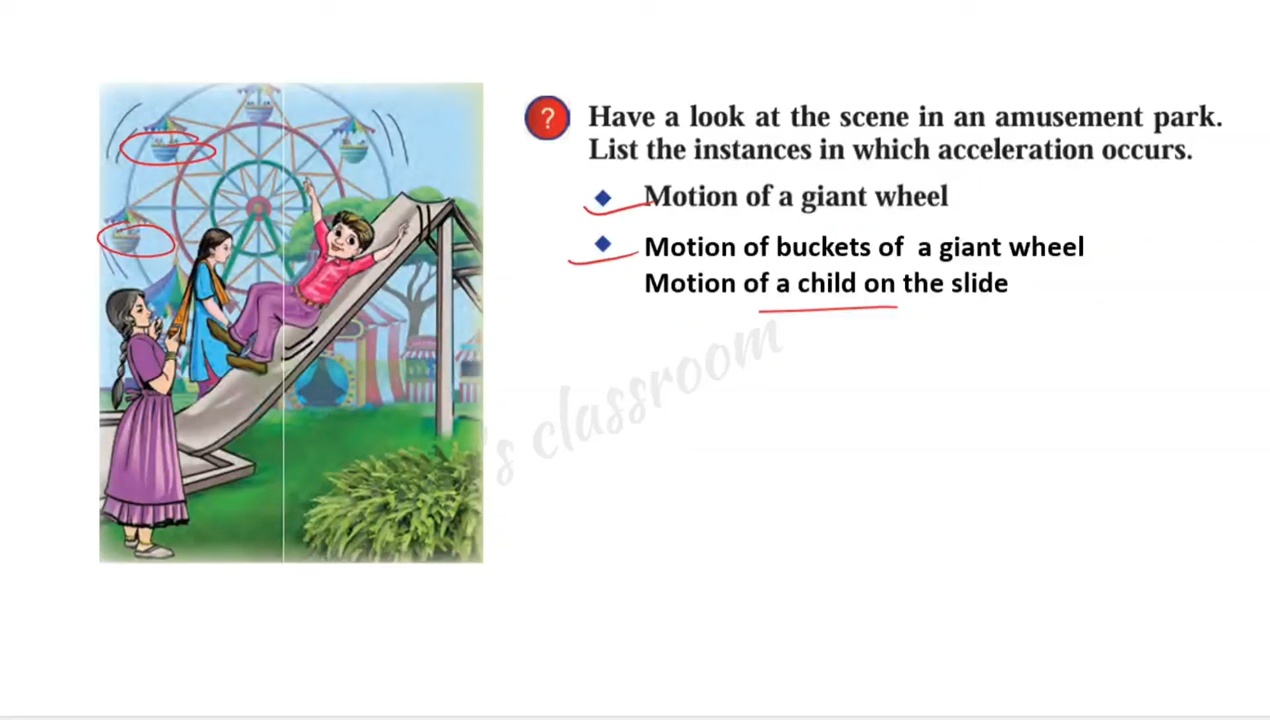 ? Have a look at the scene in an amusement park.
List the instances in which acceleration occurs.
Motion of a giant wheel
Motion of buckets of a giant wheel
Motion of a child on the slide
's classroom